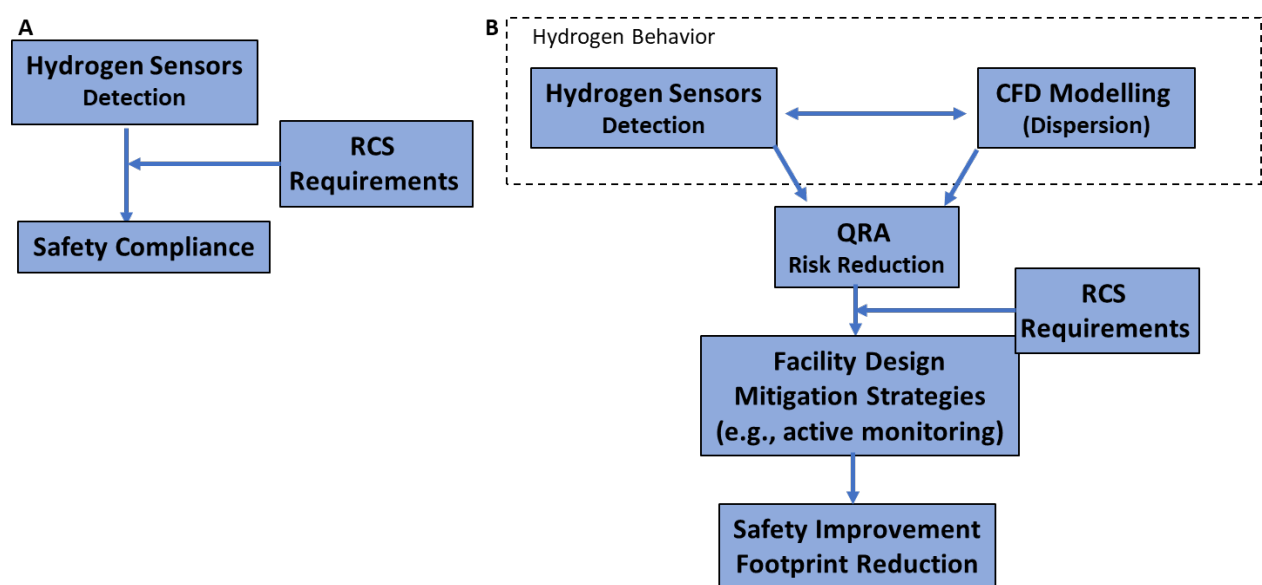 A
Hydrogen Sensors
Detection
RCS
Requirements
Safety Compliance
B
Hydrogen Behavior
Hydrogen Sensors
Detection
CFD Modelling
(Dispersion)
QRA
Risk Reduction
RCS
Requirements
Facility Design
Mitigation Strategies
(e.g., active monitoring)
Safety Improvement
Footprint Reduction